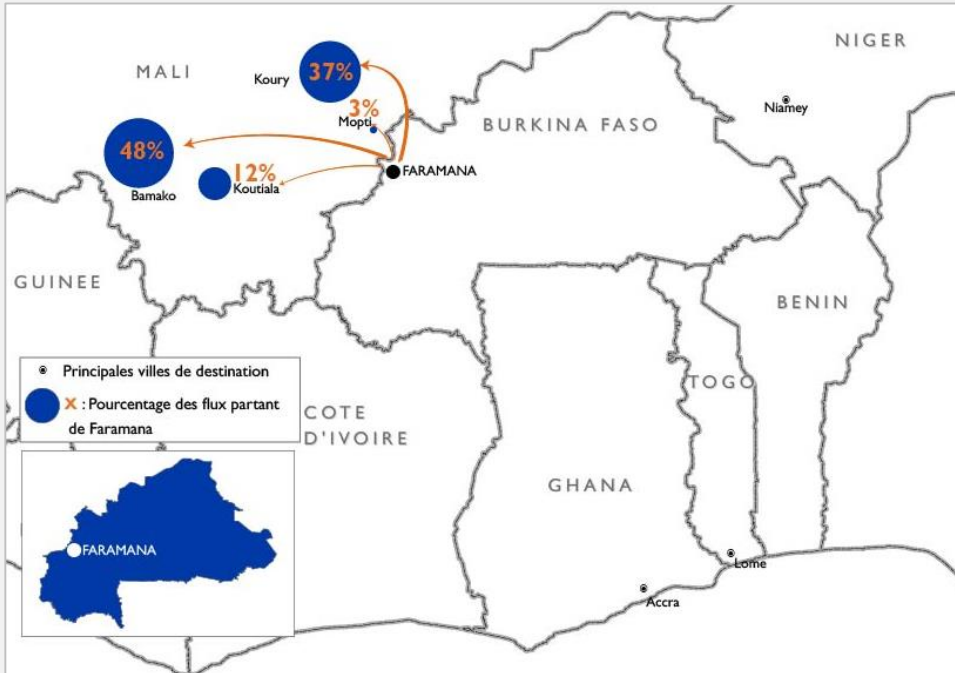 NIGER
MALI
Koury
37%
Niamey
3%
Mopti
BURKINA FASO
48%
12%
FARAMANA
Bamako
Koutiala
GUINEE
BENIN
Principales villes de destination
X : Pourcentage des flux partant
de Faramana
TOGO
COTE
D'IVOIRE
GHANA
FARAMANA
Lome
Accra